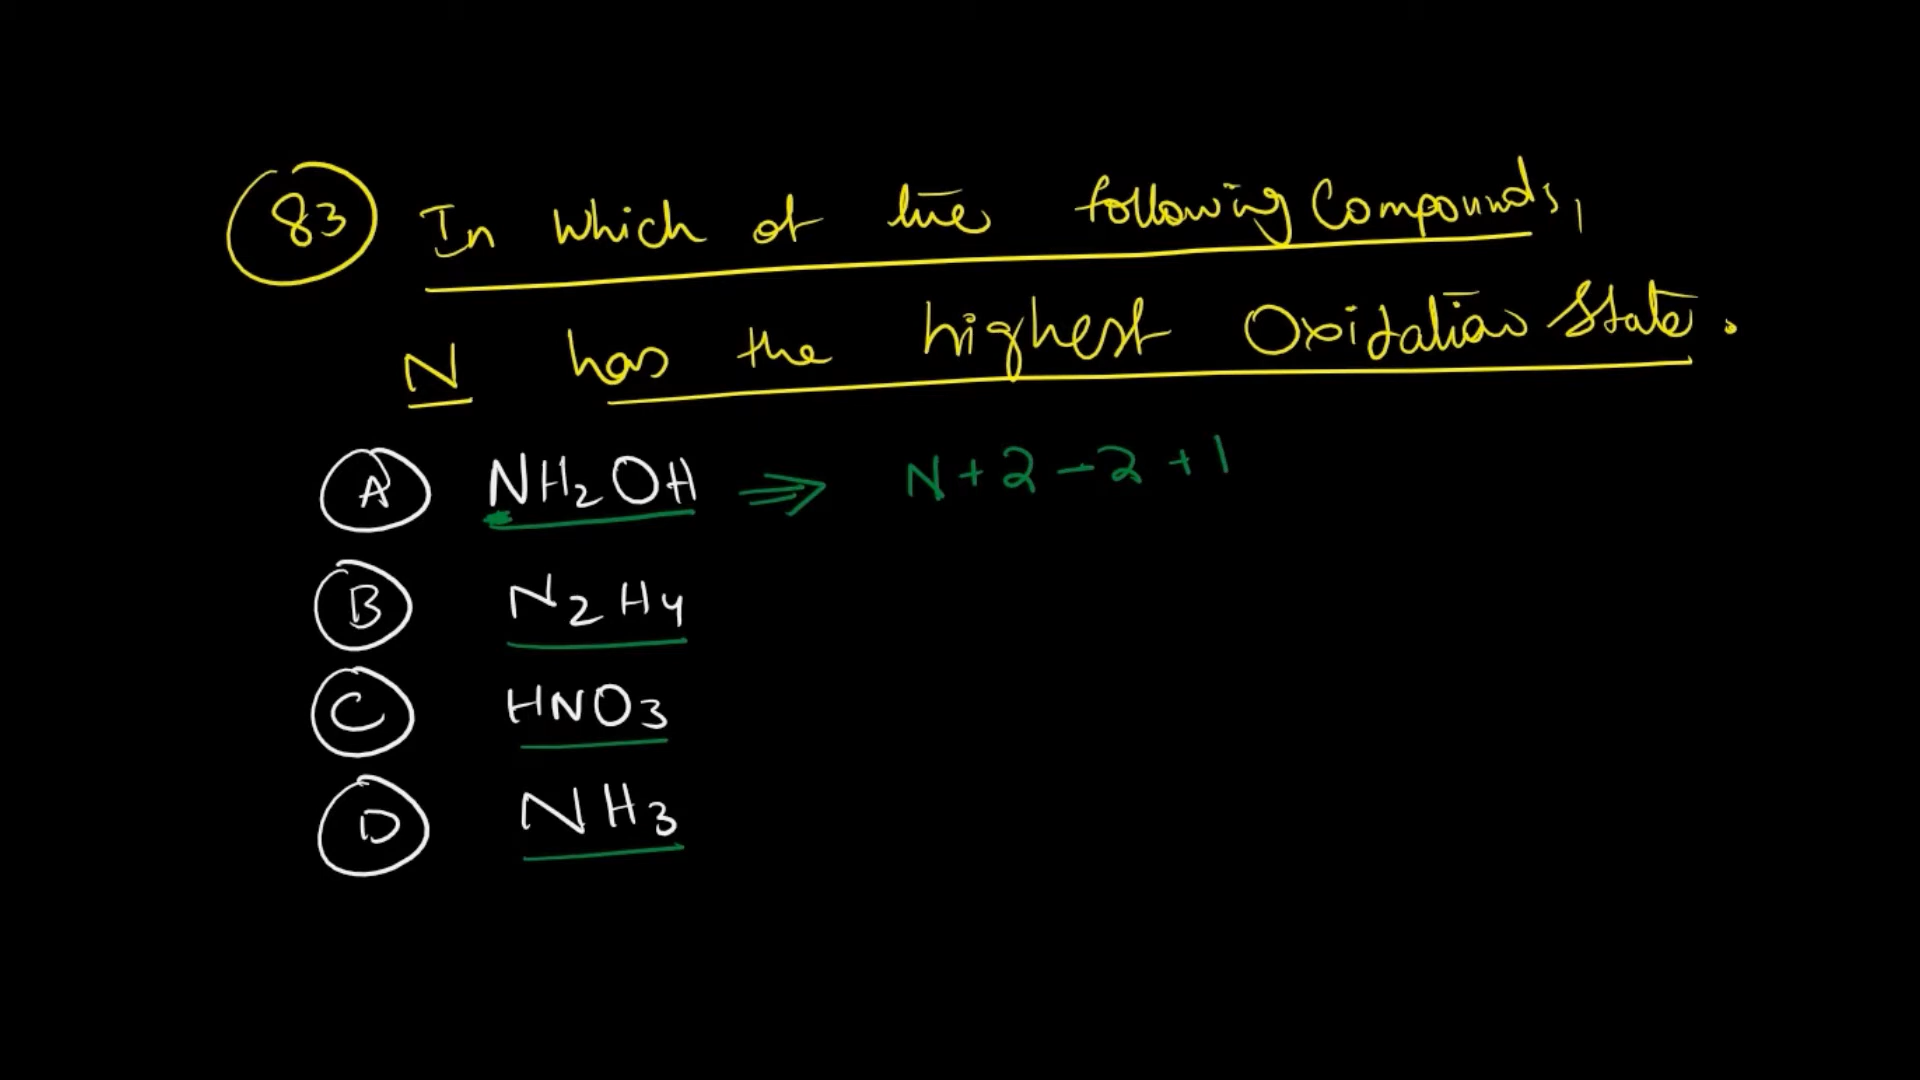 83 In which of the following Compounds,
N has the highest Oxidation State.
A NH₂OH ⇒ N+2-2+1
B N₂H₄
C HNO₃
D NH₃